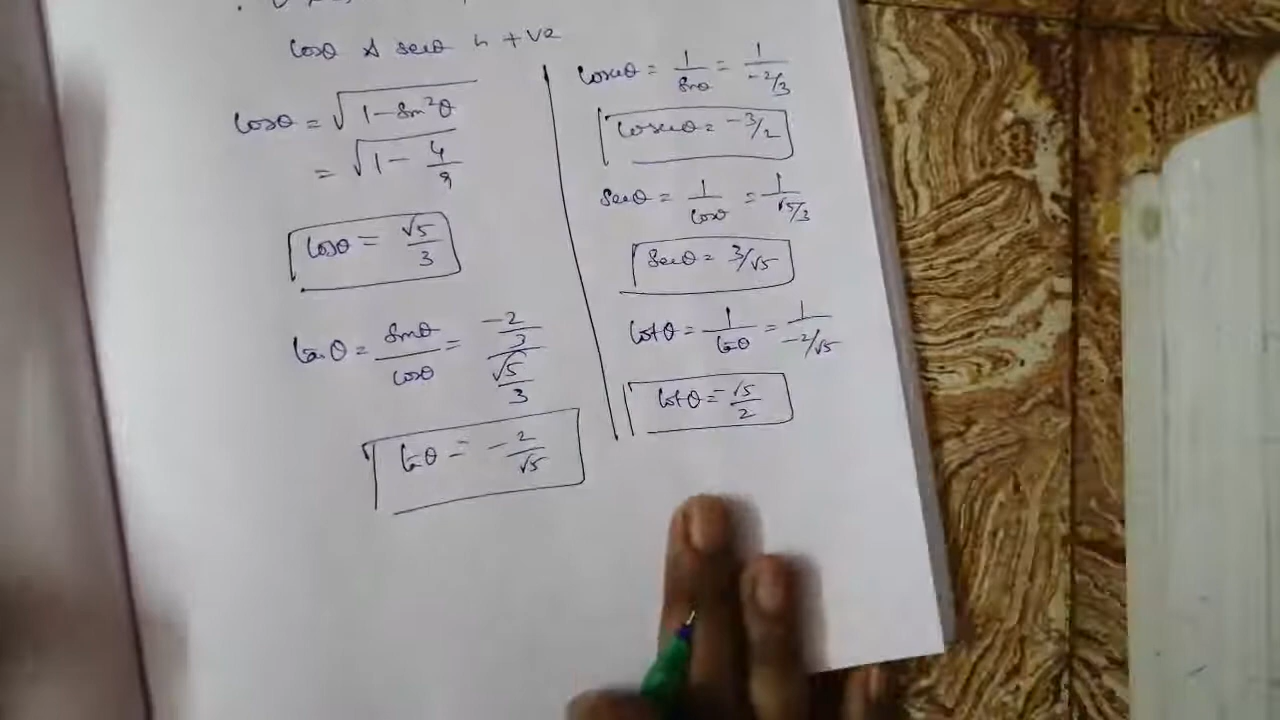 cosθ & secθ is +ve
cosθ = √(1 - sin²θ)
= √(1 - 4/9)
cosθ = √5/3
tanθ = sinθ/cosθ = (-2/3)/(√5/3)
tanθ = -2/√5
cosecθ = 1/sinθ = 1/(-2/3)
cosecθ = -3/2
secθ = 1/cosθ = 1/(√5/3)
secθ = 3/√5
cotθ = 1/tanθ = 1/(-2/√5)
cotθ = -√5/2